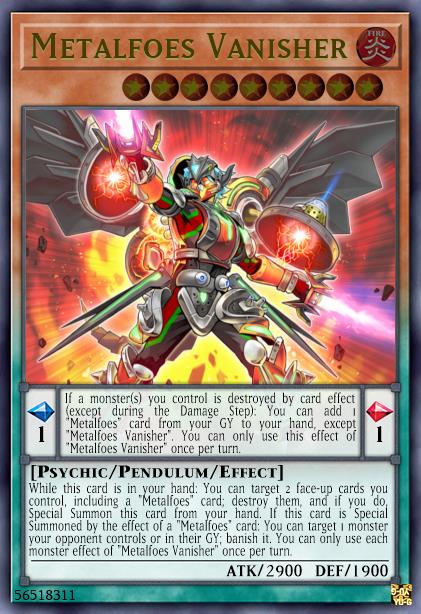 METALFOES VANISHER
FIRE
炎
If a monster(s) you control is destroyed by card effect
(except during the Damage Step): You can add 1
"Metalfoes" card from your GY to your hand, except
"Metalfoes Vanisher". You can only use this effect of
"Metalfoes Vanisher" once per turn.
1
1
[PSYCHIC/PENDULUM/EFFECT]
While this card is in your hand: You can target 2 face-up cards you
control, including a "Metalfoes" card; destroy them, and if you do,
Special Summon this card from your hand. If this card is Special
Summoned by the effect of a "Metalfoes" card: You can target 1 monster
your opponent controls or in their GY; banish it. You can only use each
monster effect of "Metalfoes Vanisher" once per turn.
ATK/2900 DEF/1900
56518311